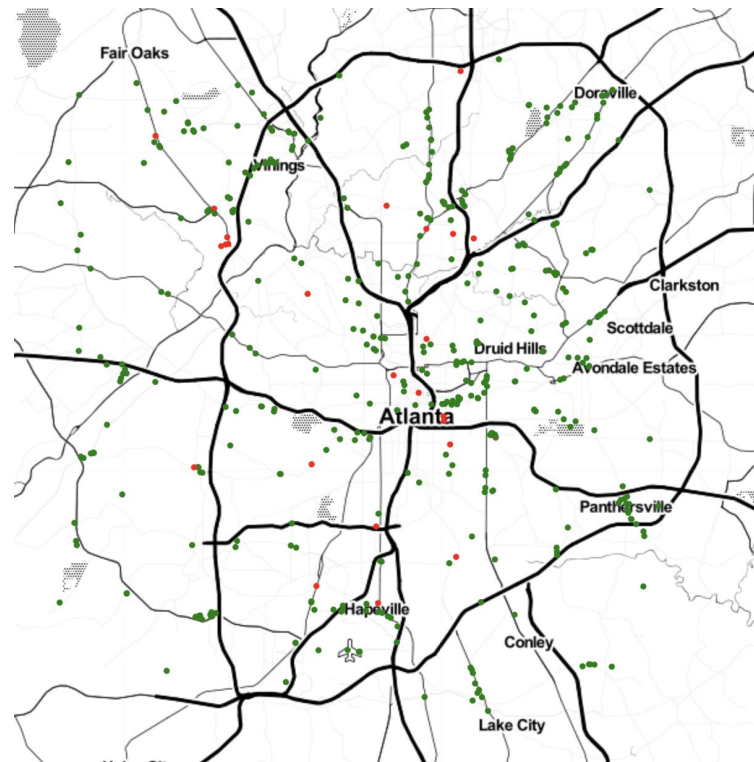 Fair Oaks
Doraville
Vinings
Clarkston
Scottdale
Druid Hills
Avondale Estates
Atlanta
Panthersville
Hapeville
Conley
Lake City